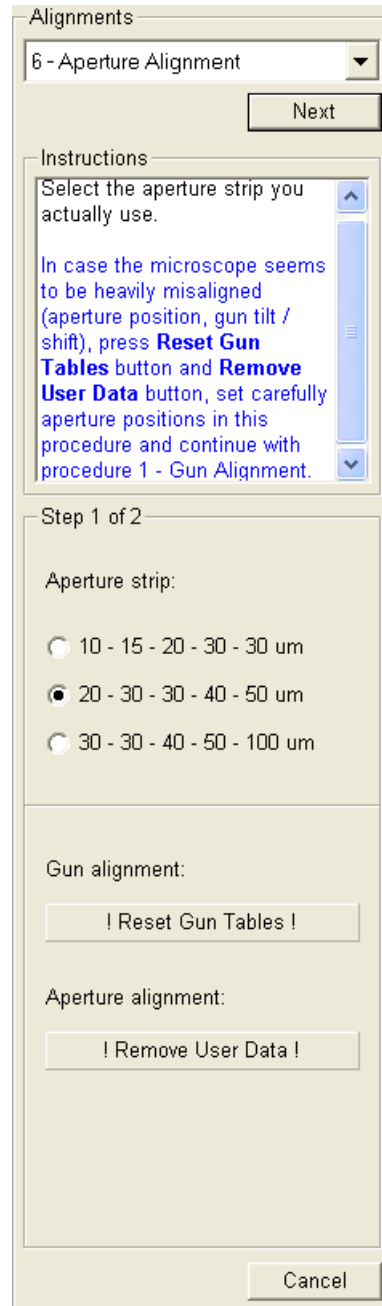 Alignments
6 - Aperture Alignment
Next
Instructions
Select the aperture strip you
actually use.
In case the microscope seems
to be heavily misaligned
(aperture position, gun tilt /
shift), press Reset Gun
Tables button and Remove
User Data button, set carefully
aperture positions in this
procedure and continue with
procedure 1 - Gun Alignment.
Step 1 of 2
Aperture strip:
10 - 15 - 20 - 30 - 30 um
20 - 30 - 30 - 40 - 50 um
30 - 30 - 40 - 50 - 100 um
Gun alignment:
! Reset Gun Tables !
Aperture alignment:
! Remove User Data !
Cancel